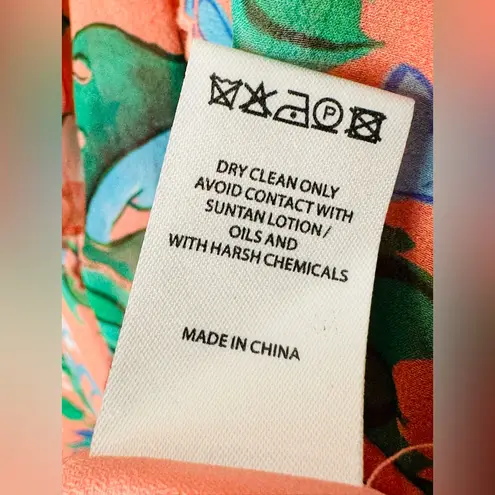 P
DRY CLEAN ONLY
AVOID CONTACT WITH
SUNTAN LOTION/
OILS AND
WITH HARSH CHEMICALS
MADE IN CHINA